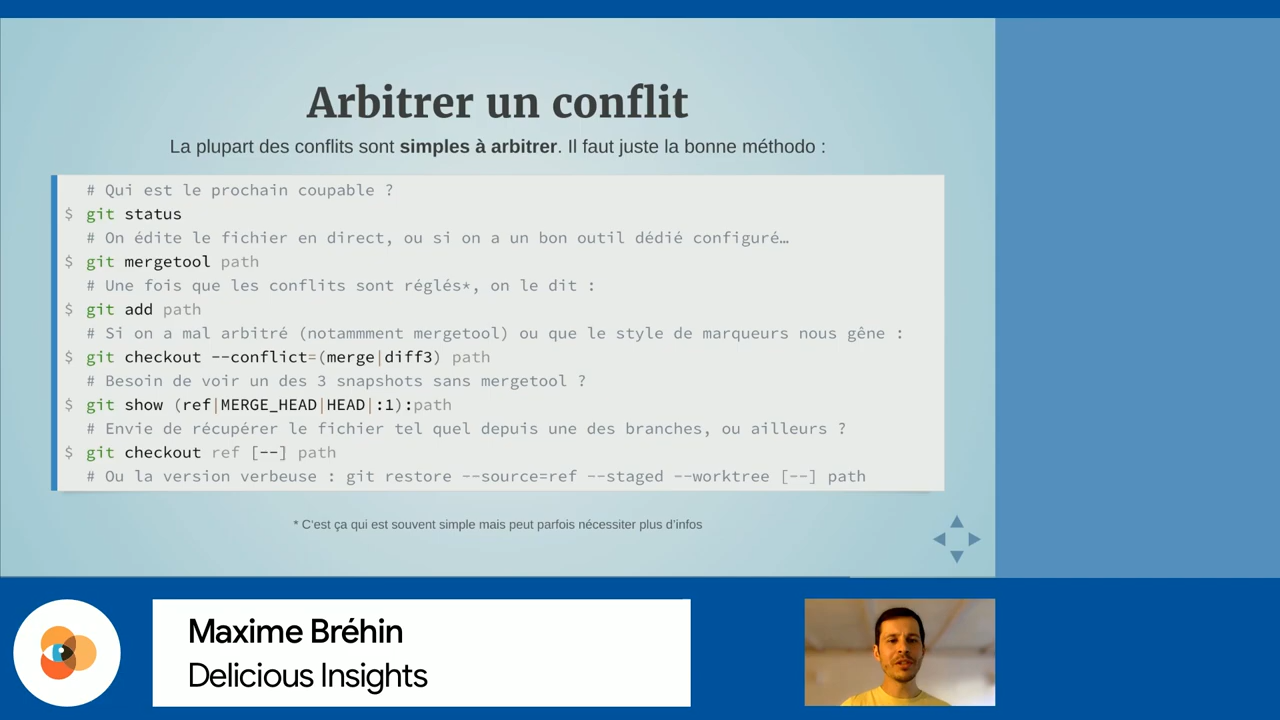 Arbitrer un conflit
La plupart des conflits sont simples à arbitrer. Il faut juste la bonne méthodo :
# Qui est le prochain coupable ?
$ git status
# On édite le fichier en direct, ou si on a un bon outil dédié configuré…
$ git mergetool path
# Une fois que les conflits sont réglés*, on le dit :
$ git add path
# Si on a mal arbitré (notammment mergetool) ou que le style de marqueurs nous gêne :
$ git checkout --conflict=(merge|diff3) path
# Besoin de voir un des 3 snapshots sans mergetool ?
$ git show (ref|MERGE_HEAD|HEAD|:1):path
# Envie de récupérer le fichier tel quel depuis une des branches, ou ailleurs ?
$ git checkout ref [--] path
# Ou la version verbeuse : git restore --source=ref --staged --worktree [--] path
* C'est ça qui est souvent simple mais peut parfois nécessiter plus d'infos
Maxime Bréhin
Delicious Insights